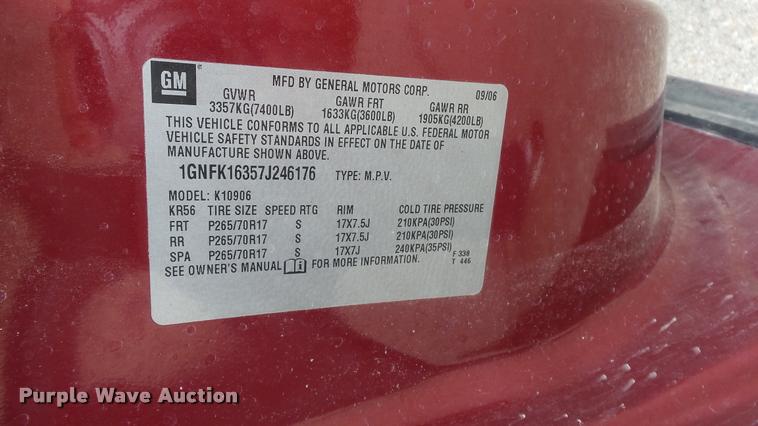 GM
MFD BY GENERAL MOTORS CORP. 09/06
GVWR GAWR FRT GAWR RR
3357KG(7400LB) 1633KG(3600LB) 1905KG(4200LB)
THIS VEHICLE CONFORMS TO ALL APPLICABLE U.S. FEDERAL MOTOR
VEHICLE SAFETY STANDARDS IN EFFECT ON THE DATE OF
MANUFACTURE SHOWN ABOVE.
1GNFK16357J246176 TYPE: M.P.V.
MODEL: K10906
KR56 TIRE SIZE SPEED RTG RIM COLD TIRE PRESSURE
FRT P265/70R17 S 17X7.5J 210KPA(30PSI)
RR P265/70R17 S 17X7.5J 210KPA(30PSI)
SPA P265/70R17 S 17X7J 240KPA(35PSI)
SEE OWNER'S MANUAL FOR MORE INFORMATION.
F 338
T 446
Purple Wave Auction